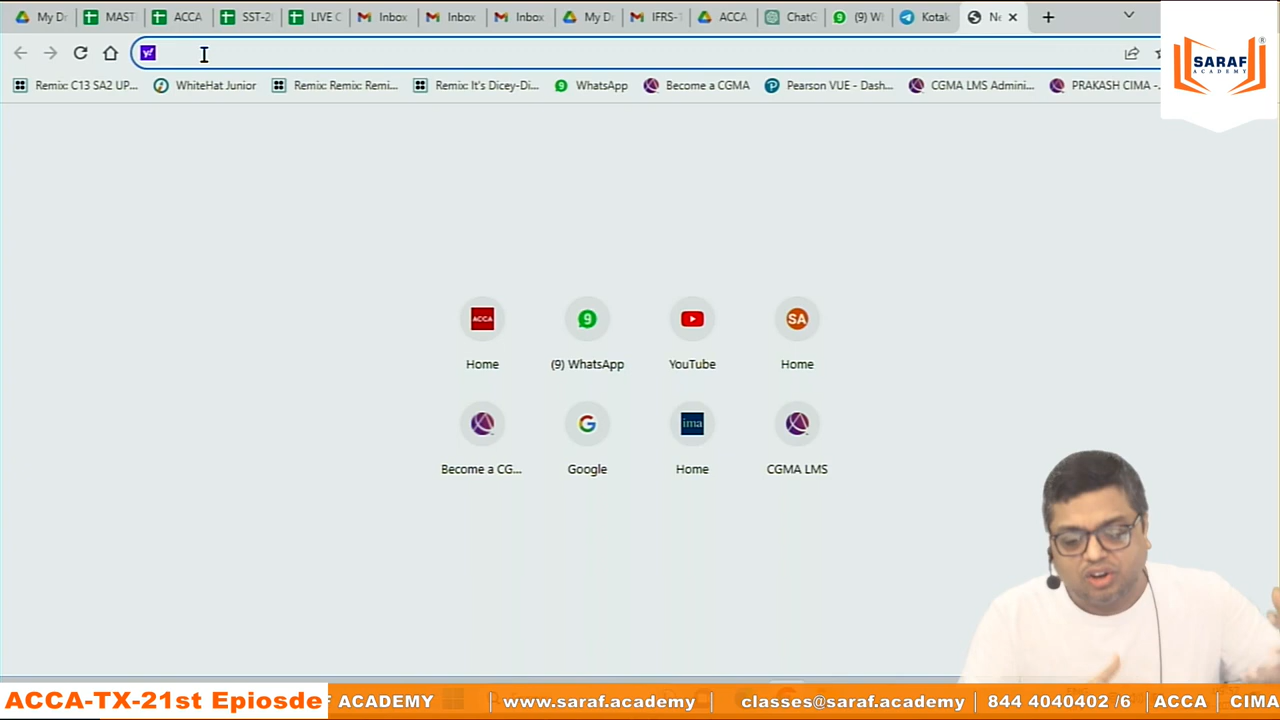 My Dr MAST ACCA SST-2 LIVE C Inbox Inbox Inbox My Dr IFRS- ACCA ChatG (9) W Kotak Ne
SARAF
ACADEMY
y!
Remix: C13 SA2 UP... WhiteHat Junior Remix: Remix Remi... Remix: It's Dicey-Di... WhatsApp Become a CGMA Pearson VUE - Dash... CGMA LMS Admini... PRAKASH CIMA -
ACCA 9 SA
Home (9) WhatsApp YouTube Home
G ima
Become a CG... Google Home CGMA LMS
ACCA-TX-21st Epiosde F ACADEMY | www.saraf.academy | classes@saraf.academy | 844 4040402 /6 | ACCA | CIMA